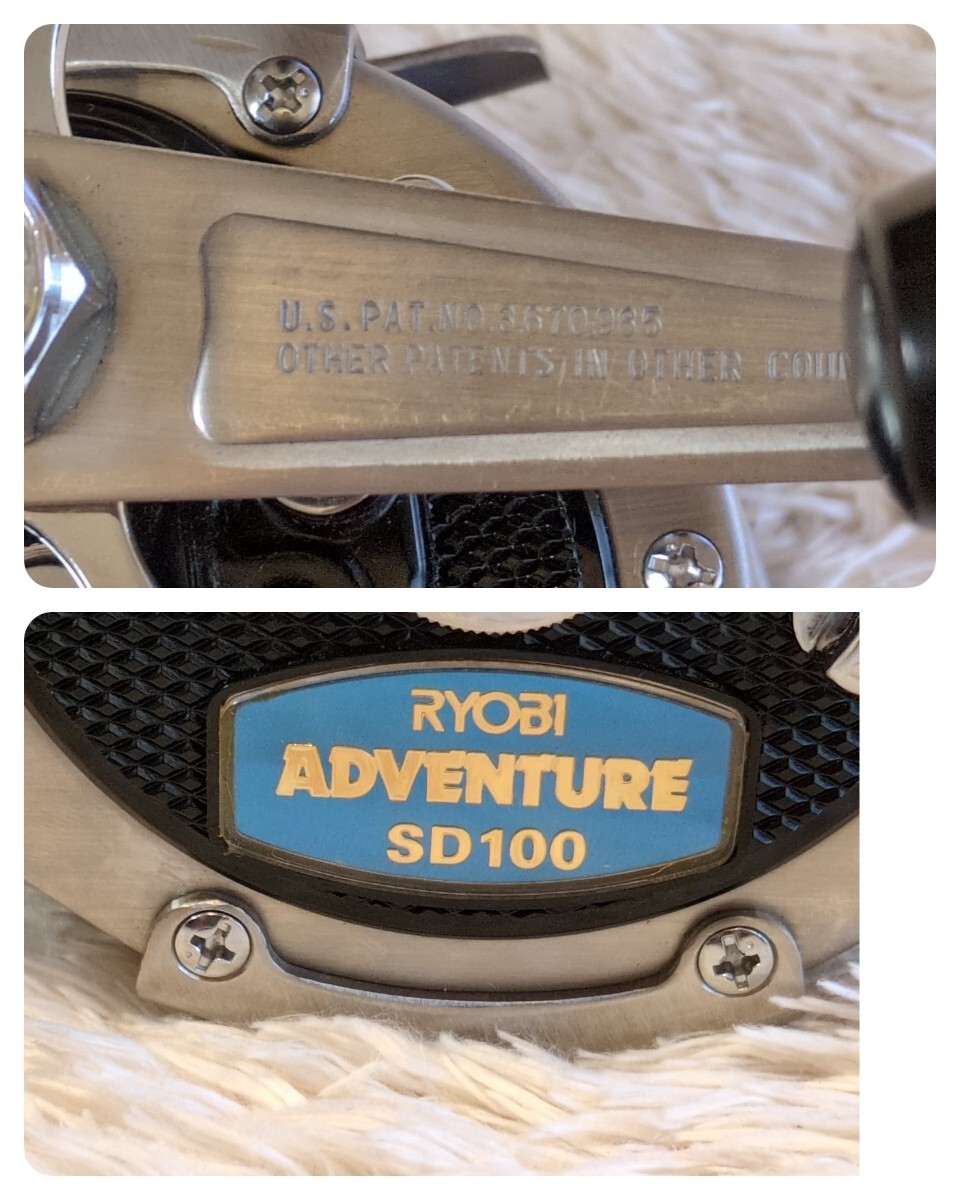 U.S. PAT.NO.3670985
OTHER PATENTS IN OTHER COUN
RYOBI
ADVENTURE
SD100